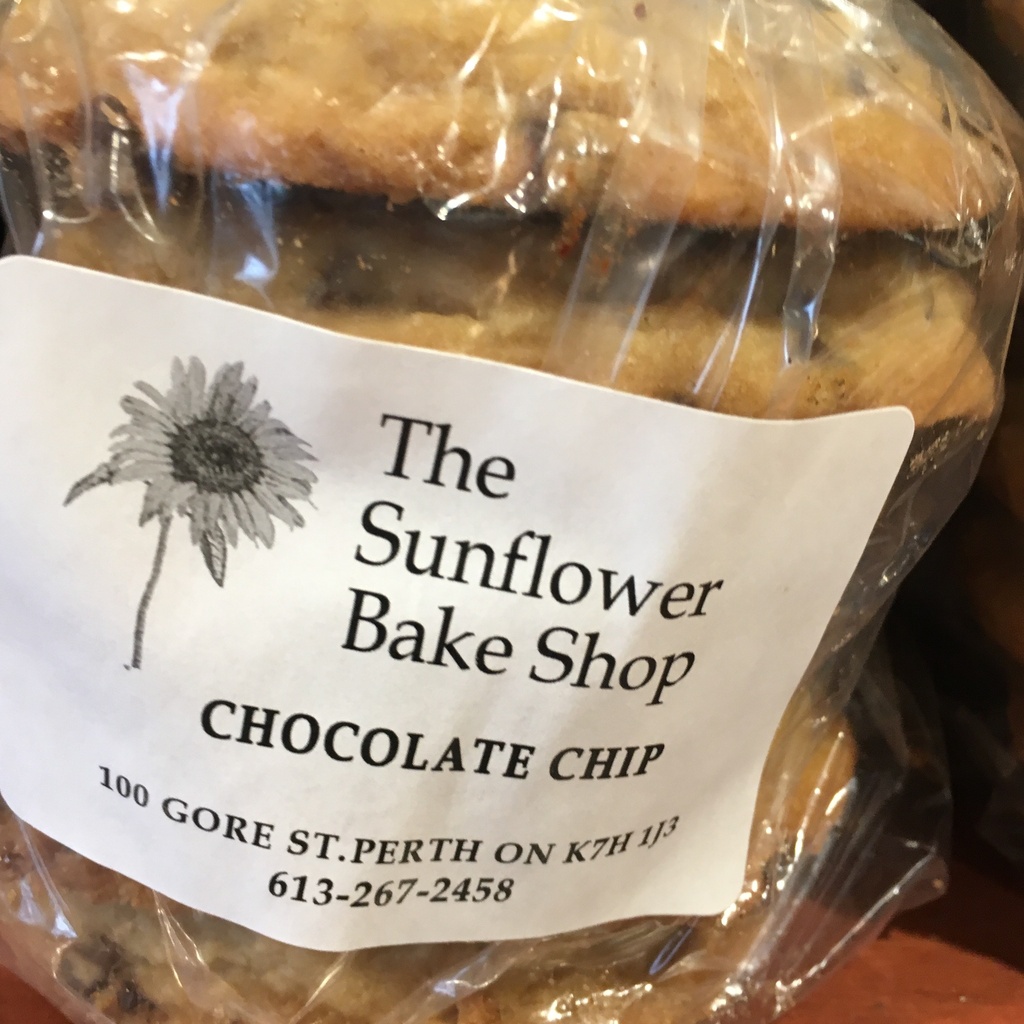 The
Sunflower
Bake Shop
CHOCOLATE CHIP
100 GORE ST.PERTH ON K7H 1J3
613-267-2458